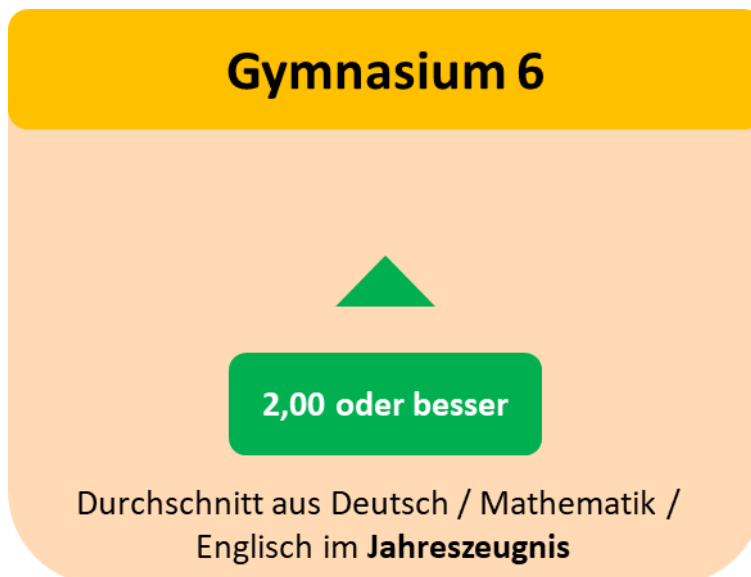 Gymnasium 6
2,00 oder besser
Durchschnitt aus Deutsch / Mathematik /
Englisch im Jahreszeugnis